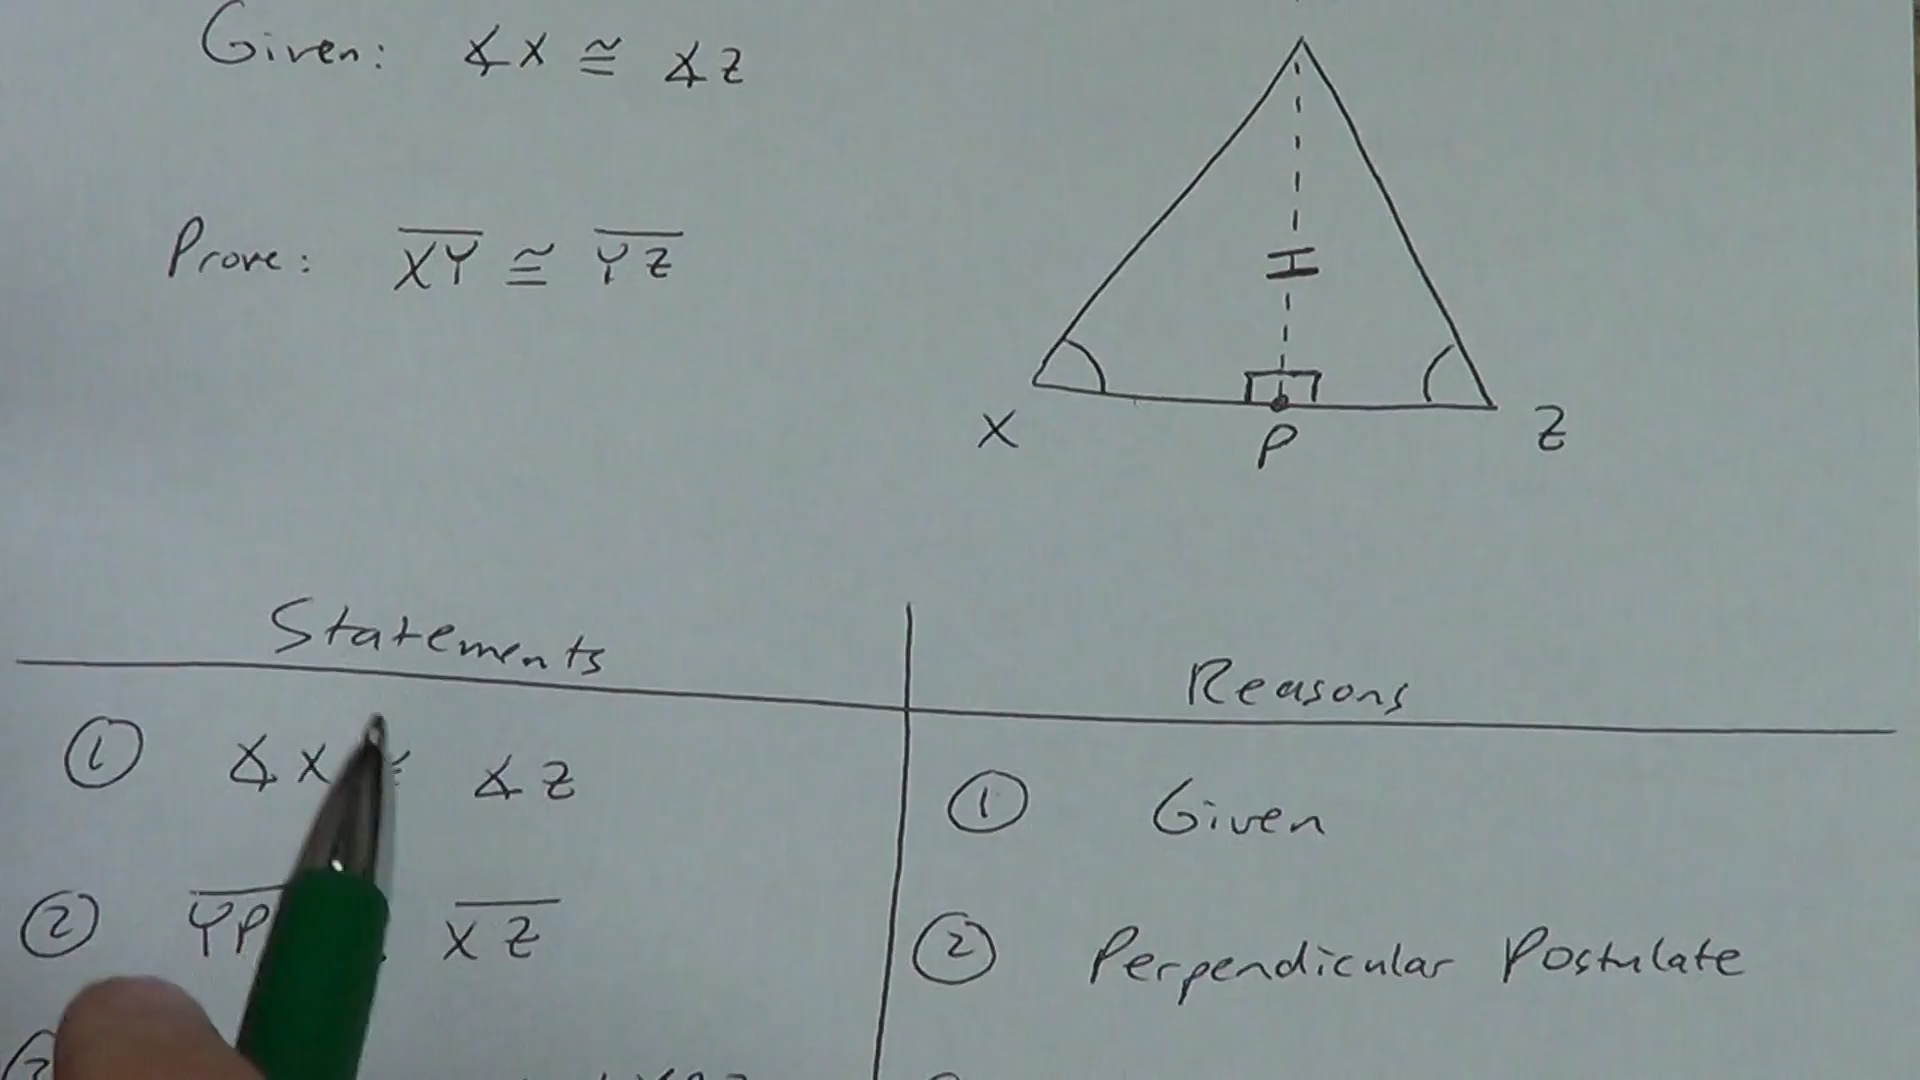 Given: ∡X ≅ ∡Z
Prove: XY ≅ YZ
X P Z
Statements
Reasons
① ∡X ≅ ∡Z
① Given
② YP XZ
② Perpendicular Postulate